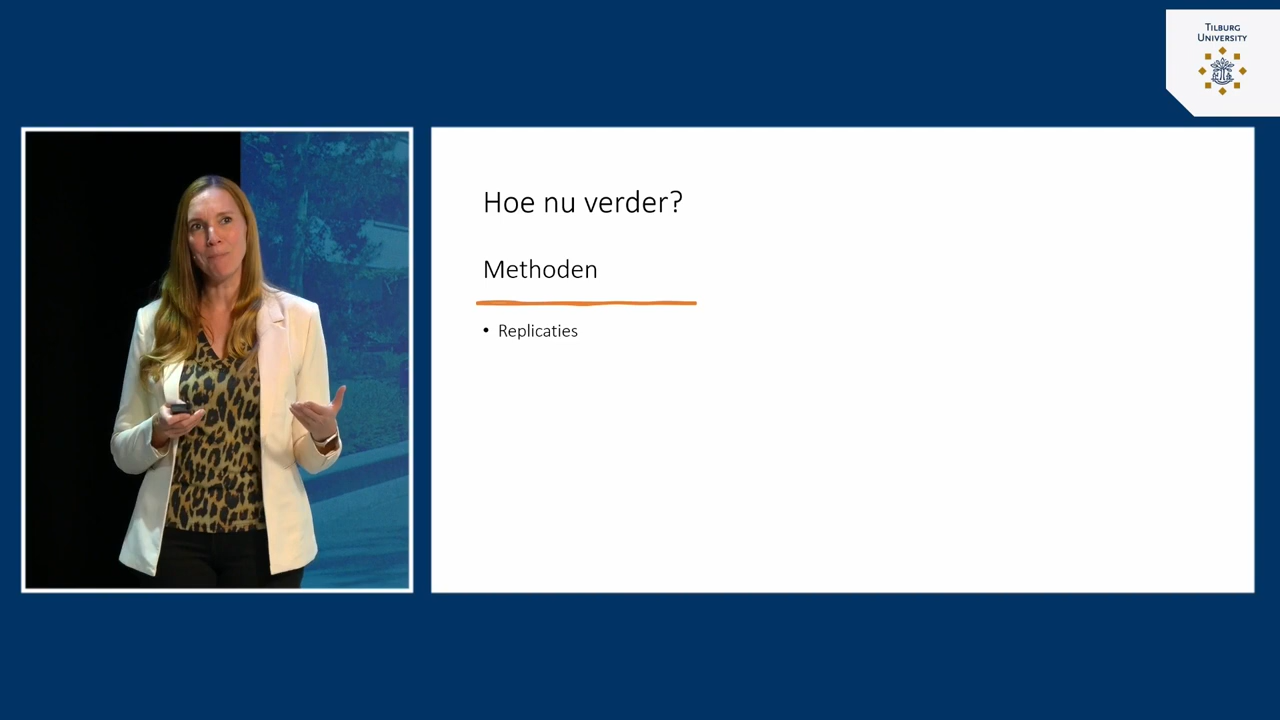 TILBURG
UNIVERSITY
Hoe nu verder?
Methoden
• Replicaties